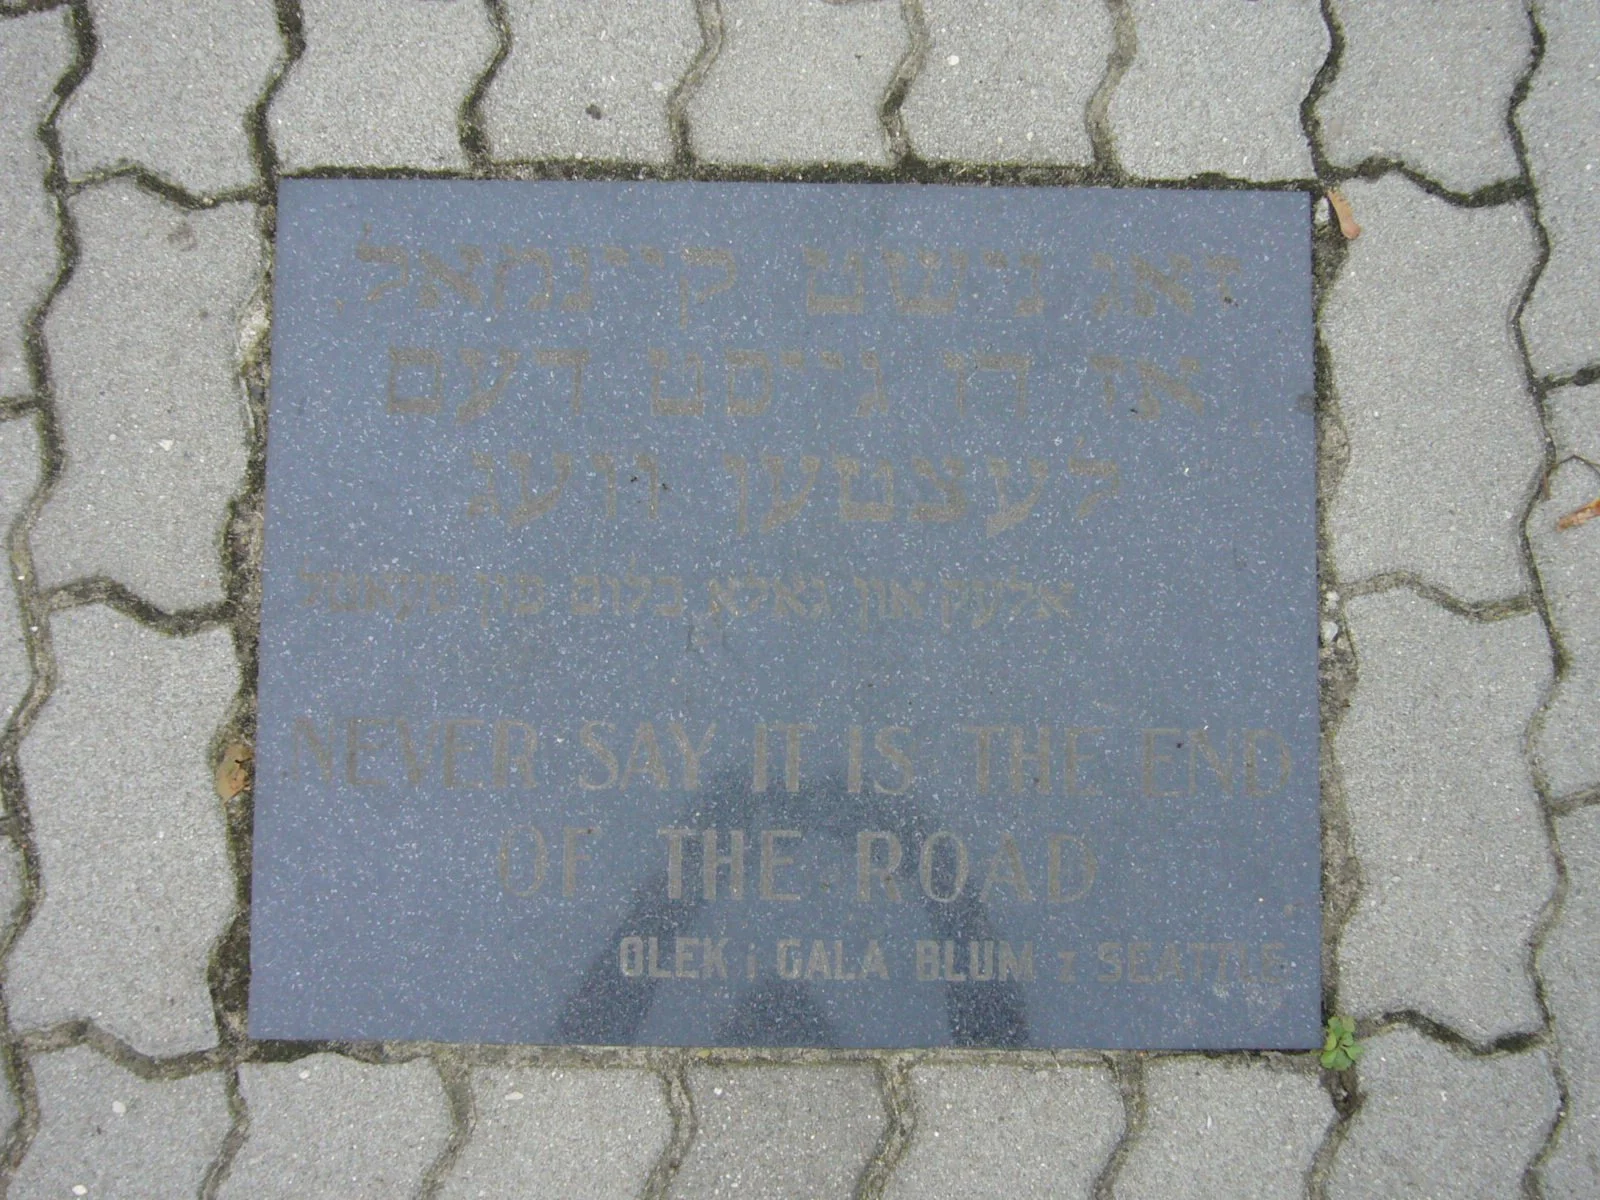 זאג נישט קיינמאל,
אז דו גייסט דעם
לעצטען וועג
אלעק און גאלא בלום פון סיאטל
NEVER SAY IT IS THE END
OF THE ROAD
OLEK i GALA BLUM z SEATTLE